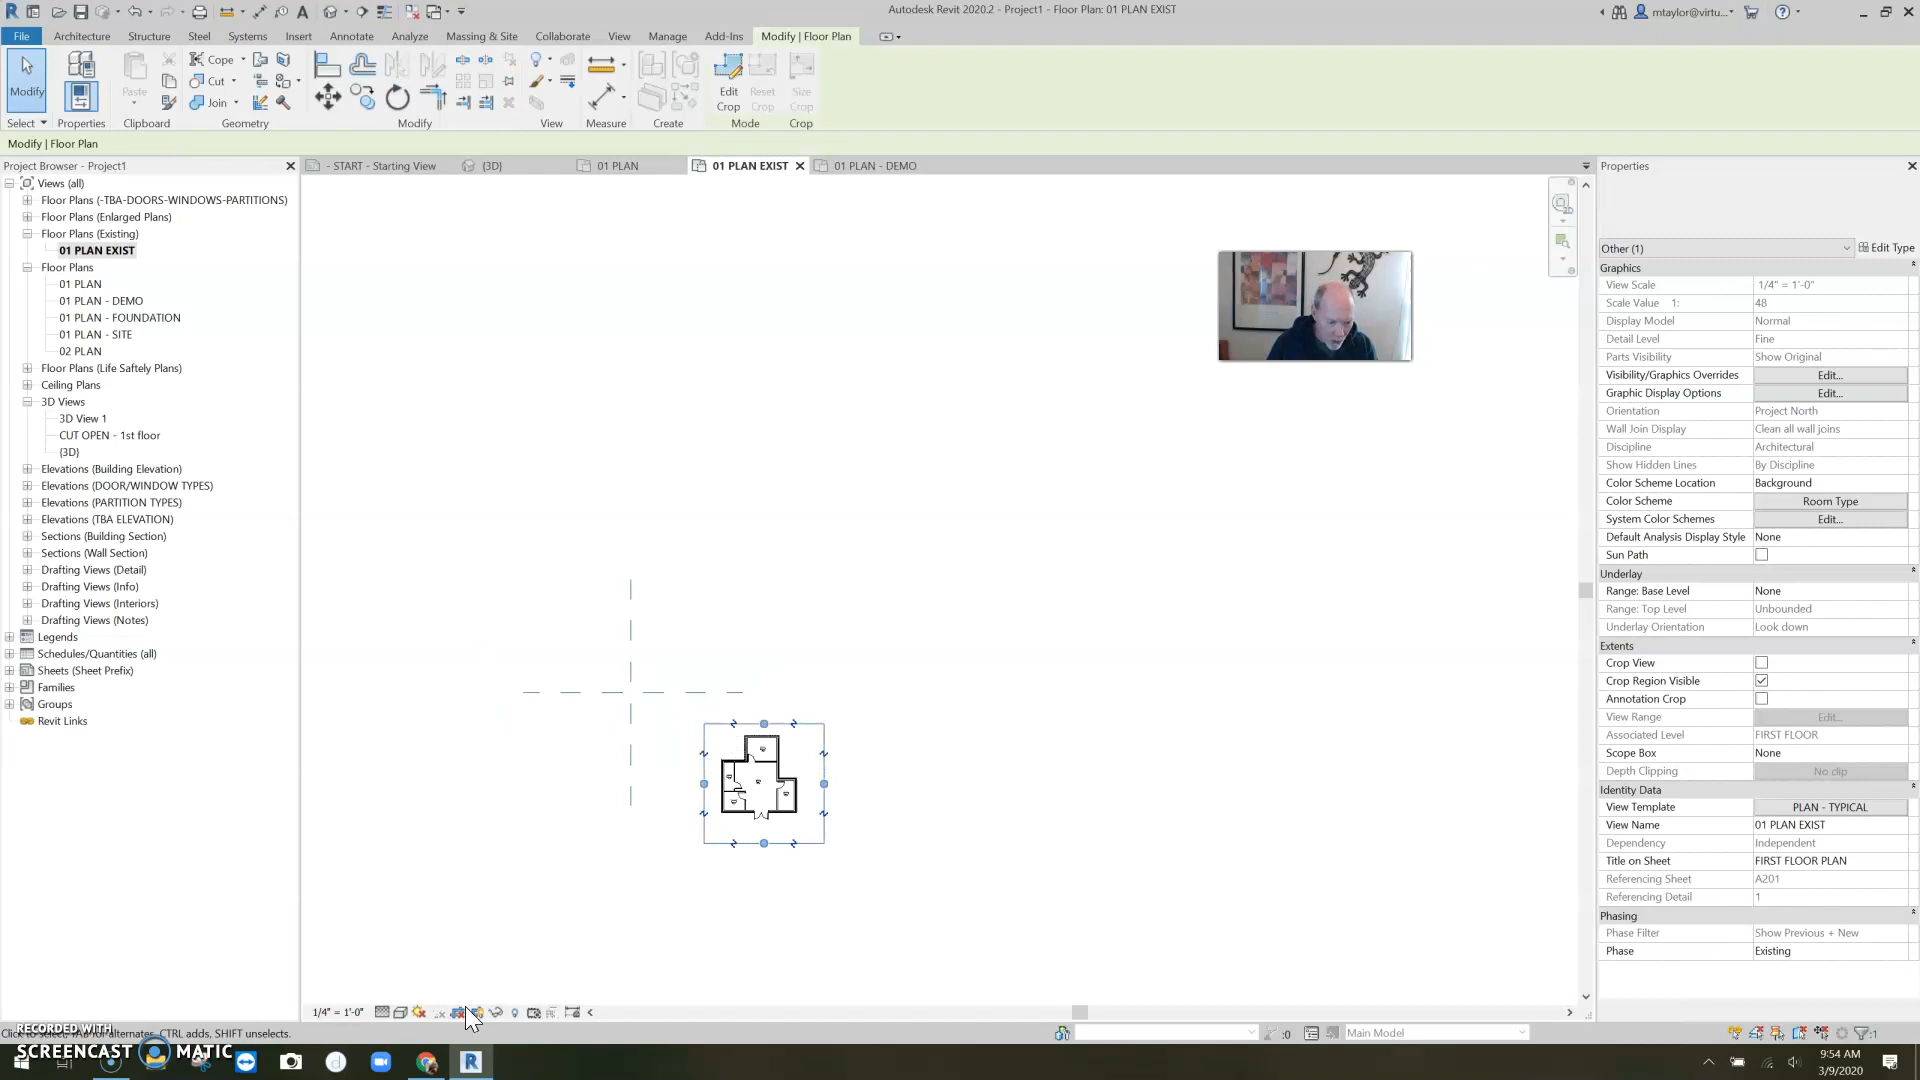 Autodesk Revit 2020.2 - Project1 - Floor Plan: 01 PLAN EXIST
mtaylor@virtu...
File Architecture Structure Steel Systems Insert Annotate Analyze Massing & Site Collaborate View Manage Add-Ins Modify | Floor Plan
Modify Paste Cope Cut Join Edit Crop Reset Crop Size Crop
Select Properties Clipboard Geometry Modify View Measure Create Mode Crop
Modify | Floor Plan
Project Browser - Project1
- START - Starting View {3D} 01 PLAN 01 PLAN EXIST 01 PLAN - DEMO
Properties
Views (all)
Floor Plans (-TBA-DOORS-WINDOWS-PARTITIONS)
Floor Plans (Enlarged Plans)
Floor Plans (Existing)
01 PLAN EXIST
Floor Plans
01 PLAN
01 PLAN - DEMO
01 PLAN - FOUNDATION
01 PLAN - SITE
02 PLAN
Floor Plans (Life Saftely Plans)
Ceiling Plans
3D Views
3D View 1
CUT OPEN - 1st floor
{3D}
Elevations (Building Elevation)
Elevations (DOOR/WINDOW TYPES)
Elevations (PARTITION TYPES)
Elevations (TBA ELEVATION)
Sections (Building Section)
Sections (Wall Section)
Drafting Views (Detail)
Drafting Views (Info)
Drafting Views (Interiors)
Drafting Views (Notes)
Legends
Schedules/Quantities (all)
Sheets (Sheet Prefix)
Families
Groups
Revit Links
Other (1) Edit Type
Graphics
View Scale 1/4" = 1'-0"
Scale Value 1: 48
Display Model Normal
Detail Level Fine
Parts Visibility Show Original
Visibility/Graphics Overrides Edit...
Graphic Display Options Edit...
Orientation Project North
Wall Join Display Clean all wall joins
Discipline Architectural
Show Hidden Lines By Discipline
Color Scheme Location Background
Color Scheme Room Type
System Color Schemes Edit...
Default Analysis Display Style None
Sun Path
Underlay
Range: Base Level None
Range: Top Level Unbounded
Underlay Orientation Look down
Extents
Crop View
Crop Region Visible
Annotation Crop
View Range Edit...
Associated Level FIRST FLOOR
Scope Box None
Depth Clipping No clip
Identity Data
View Template PLAN - TYPICAL
View Name 01 PLAN EXIST
Dependency Independent
Title on Sheet FIRST FLOOR PLAN
Referencing Sheet A201
Referencing Detail 1
Phasing
Phase Filter Show Previous + New
Phase Existing
1/4" = 1'-0"
Click to select, TAB for alternates, CTRL adds, SHIFT unselects.
:0 Main Model :1
RECORDED WITH
SCREENCAST MATIC
9:54 AM
3/9/2020